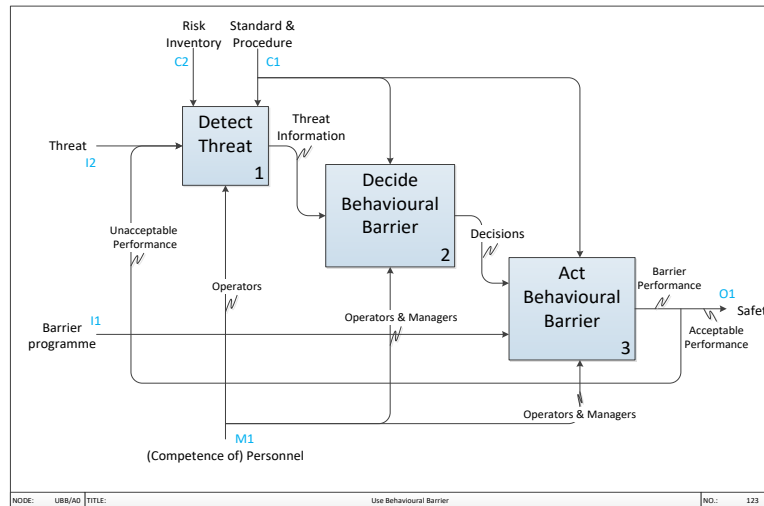 Risk
Inventory
C2
Standard &
Procedure
C1
Detect
Threat
1
Threat
I2
Threat
Information
Decide
Behavioural
Barrier
2
Unacceptable
Performance
Decisions
Act
Behavioural
Barrier
3
Barrier
Performance
O1
Safet
Acceptable
Performance
Operators
I1
Barrier
programme
Operators & Managers
Operators & Managers
M1
(Competence of) Personnel
NODE: UBB/A0 TITLE: Use Behavioural Barrier NO.: 123